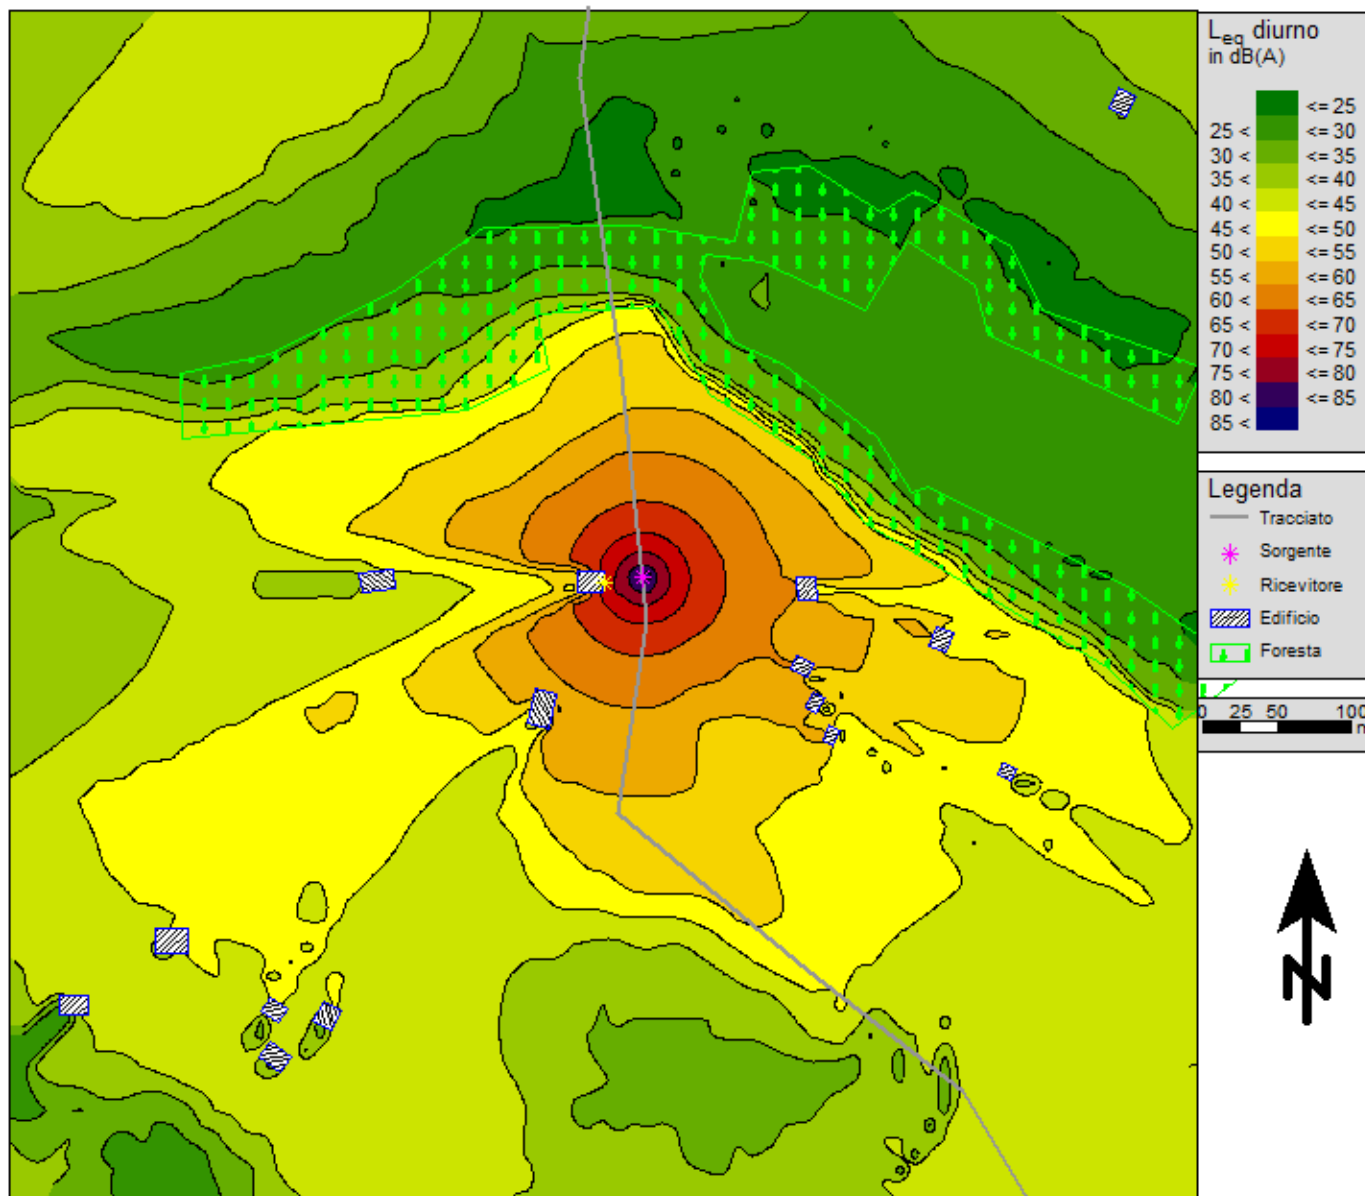 Leq diurno
in dB(A)
<= 25
25 < <= 30
30 < <= 35
35 < <= 40
40 < <= 45
45 < <= 50
50 < <= 55
55 < <= 60
60 < <= 65
65 < <= 70
70 < <= 75
75 < <= 80
80 < <= 85
85 <
Legenda
Tracciato
Sorgente
Ricevitore
Edificio
Foresta
0 25 50 100
m
N